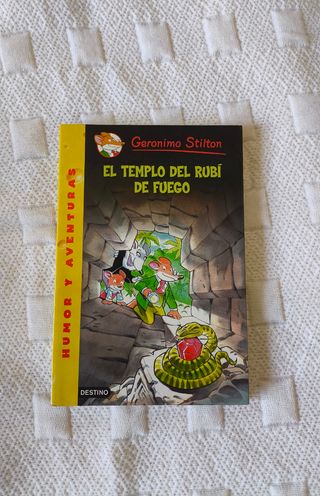 Geronimo Stilton
EL TEMPLO DEL RUBÍ
DE FUEGO
HUMOR Y AVENTURAS
DESTINO